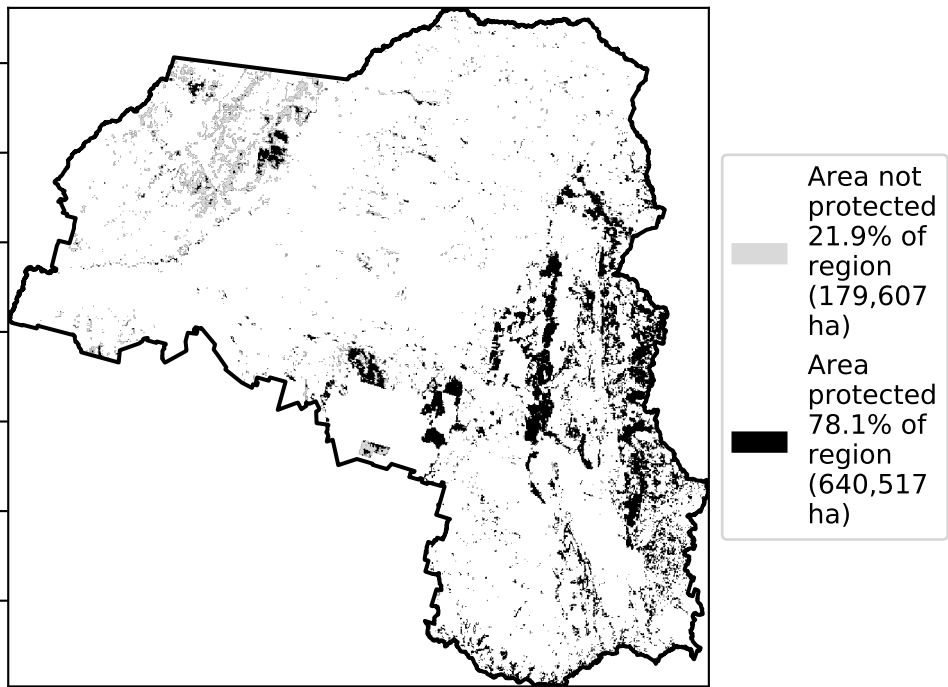 Area not
protected
21.9% of
region
(179,607
ha)
Area
protected
78.1% of
region
(640,517
ha)